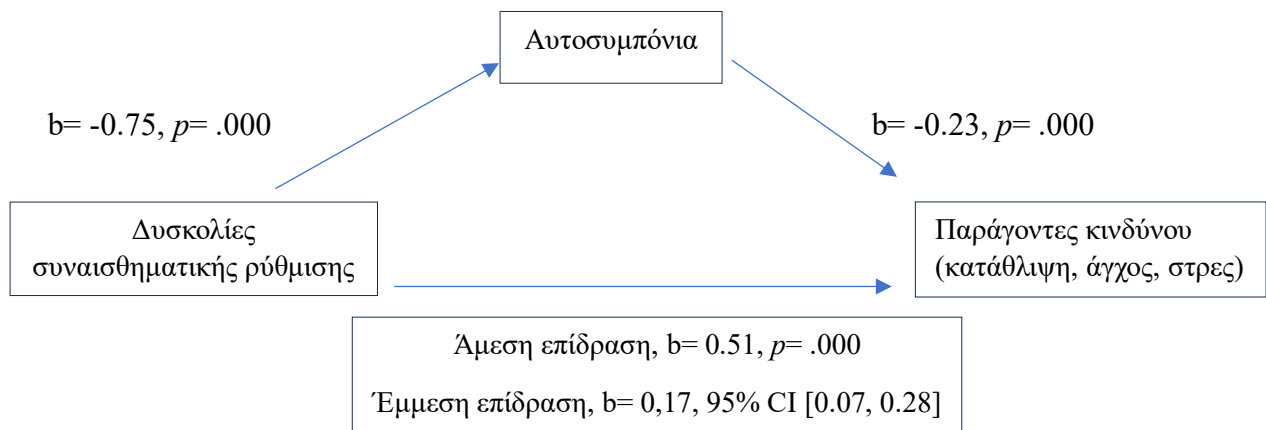 Αυτοσυμπόνια
b= -0.75, p= .000
b= -0.23, p= .000
Δυσκολίες
συναισθηματικής ρύθμισης
Παράγοντες κινδύνου
(κατάθλιψη, άγχος, στρες)
Άμεση επίδραση, b= 0.51, p= .000
Έμμεση επίδραση, b= 0,17, 95% CI [0.07, 0.28]